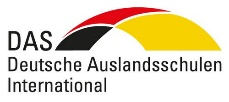 DAS
Deutsche Auslandsschulen
International